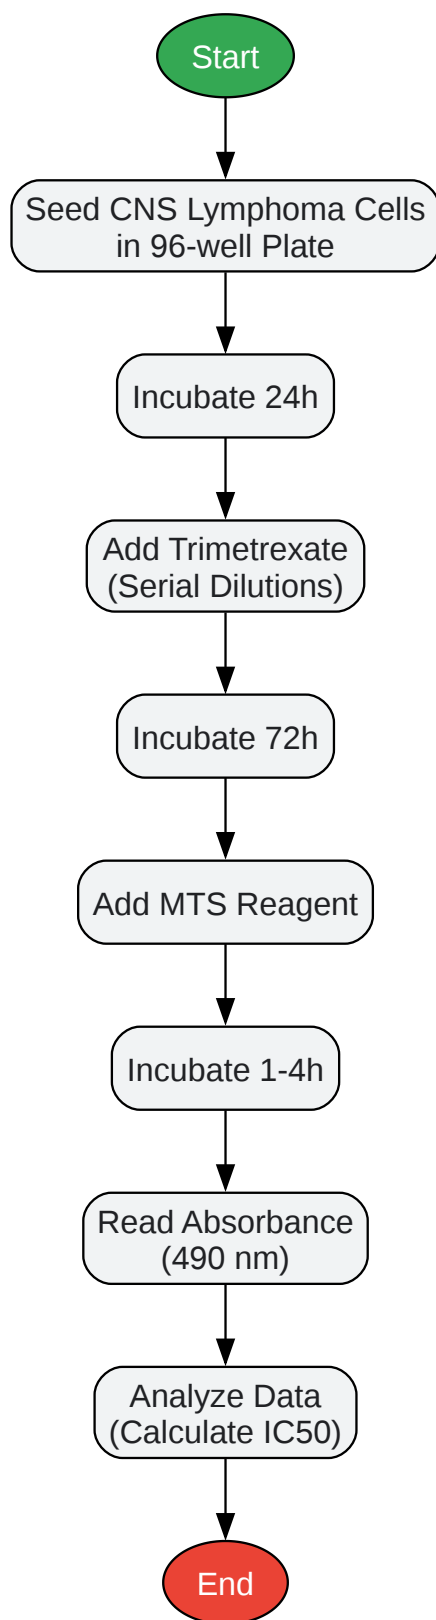 Start
Seed CNS Lymphoma Cells
in 96-well Plate
Incubate 24h
Add Trimetrexate
(Serial Dilutions)
Incubate 72h
Add MTS Reagent
Incubate 1-4h
Read Absorbance
(490 nm)
Analyze Data
(Calculate IC50)
End